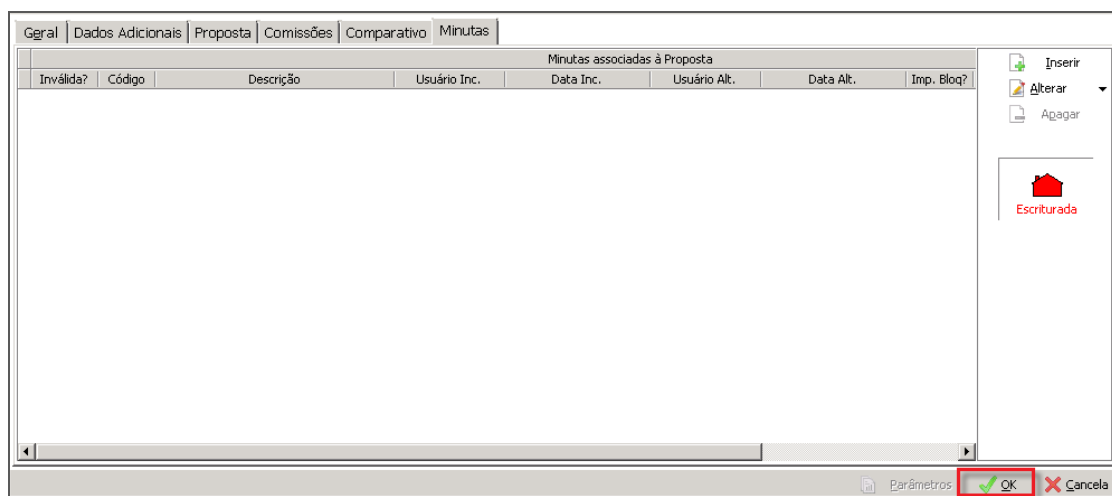 Geral Dados Adicionais Proposta Comissões Comparativo Minutas
Minutas associadas à Proposta
Inválida? Código Descrição Usuário Inc. Data Inc. Usuário Alt. Data Alt. Imp. Bloq?
Inserir
Alterar
Apagar
Escriturada
Parâmetros OK Cancela